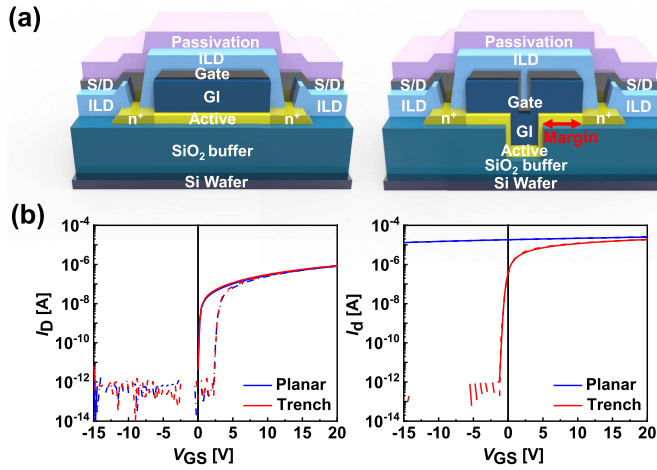 (a)
Passivation
ILD
Gate
S/D
S/D
GI
ILD
ILD
n+
Active
n+
SiO2 buffer
Si Wafer
Passivation
ILD
S/D
S/D
Gate
ILD
ILD
n+
n+
GI
Margin
Active
SiO2 buffer
Si Wafer
(b)
10-4
10-6
10-8
10-10
10-12
10-14
ID [A]
-15
-10
-5
0
5
10
15
20
VGS [V]
Planar
Trench
10-4
10-6
10-8
10-10
10-12
10-14
Id [A]
-15
-10
-5
0
5
10
15
20
VGS [V]
Planar
Trench